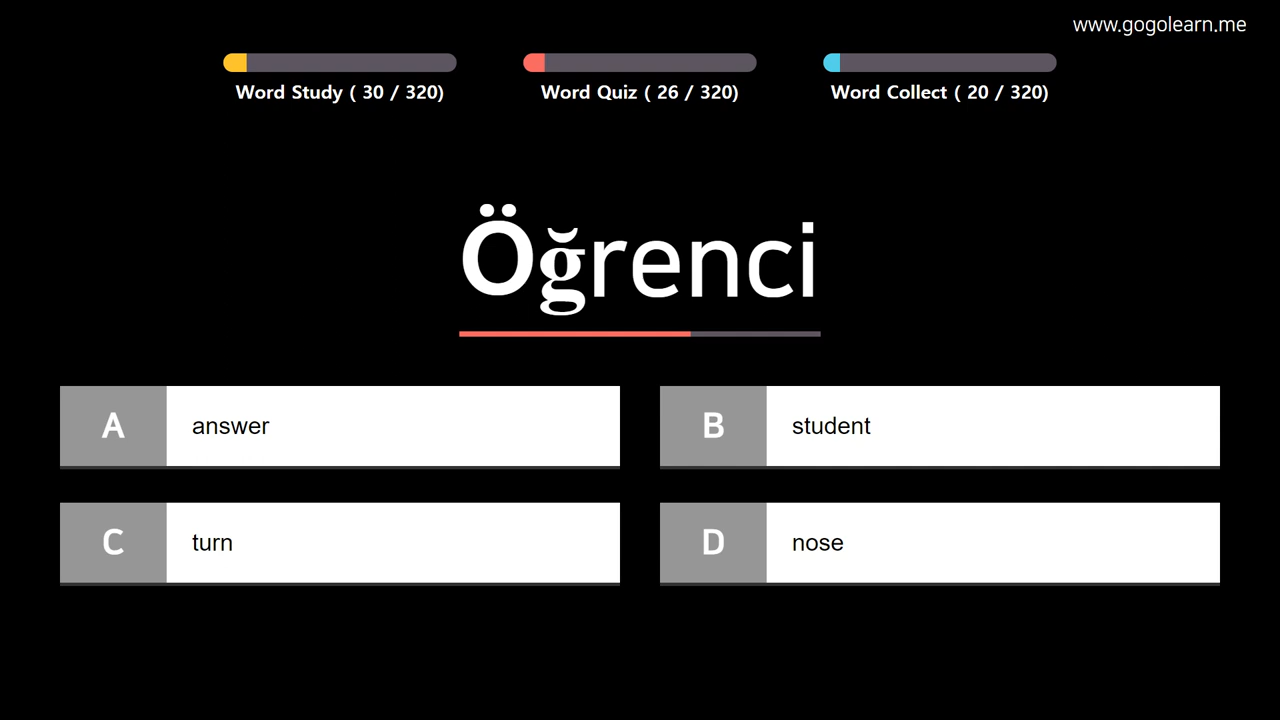 www.gogolearn.me
Word Study ( 30 / 320)
Word Quiz ( 26 / 320)
Word Collect ( 20 / 320)
Öğrenci
A answer
B student
C turn
D nose